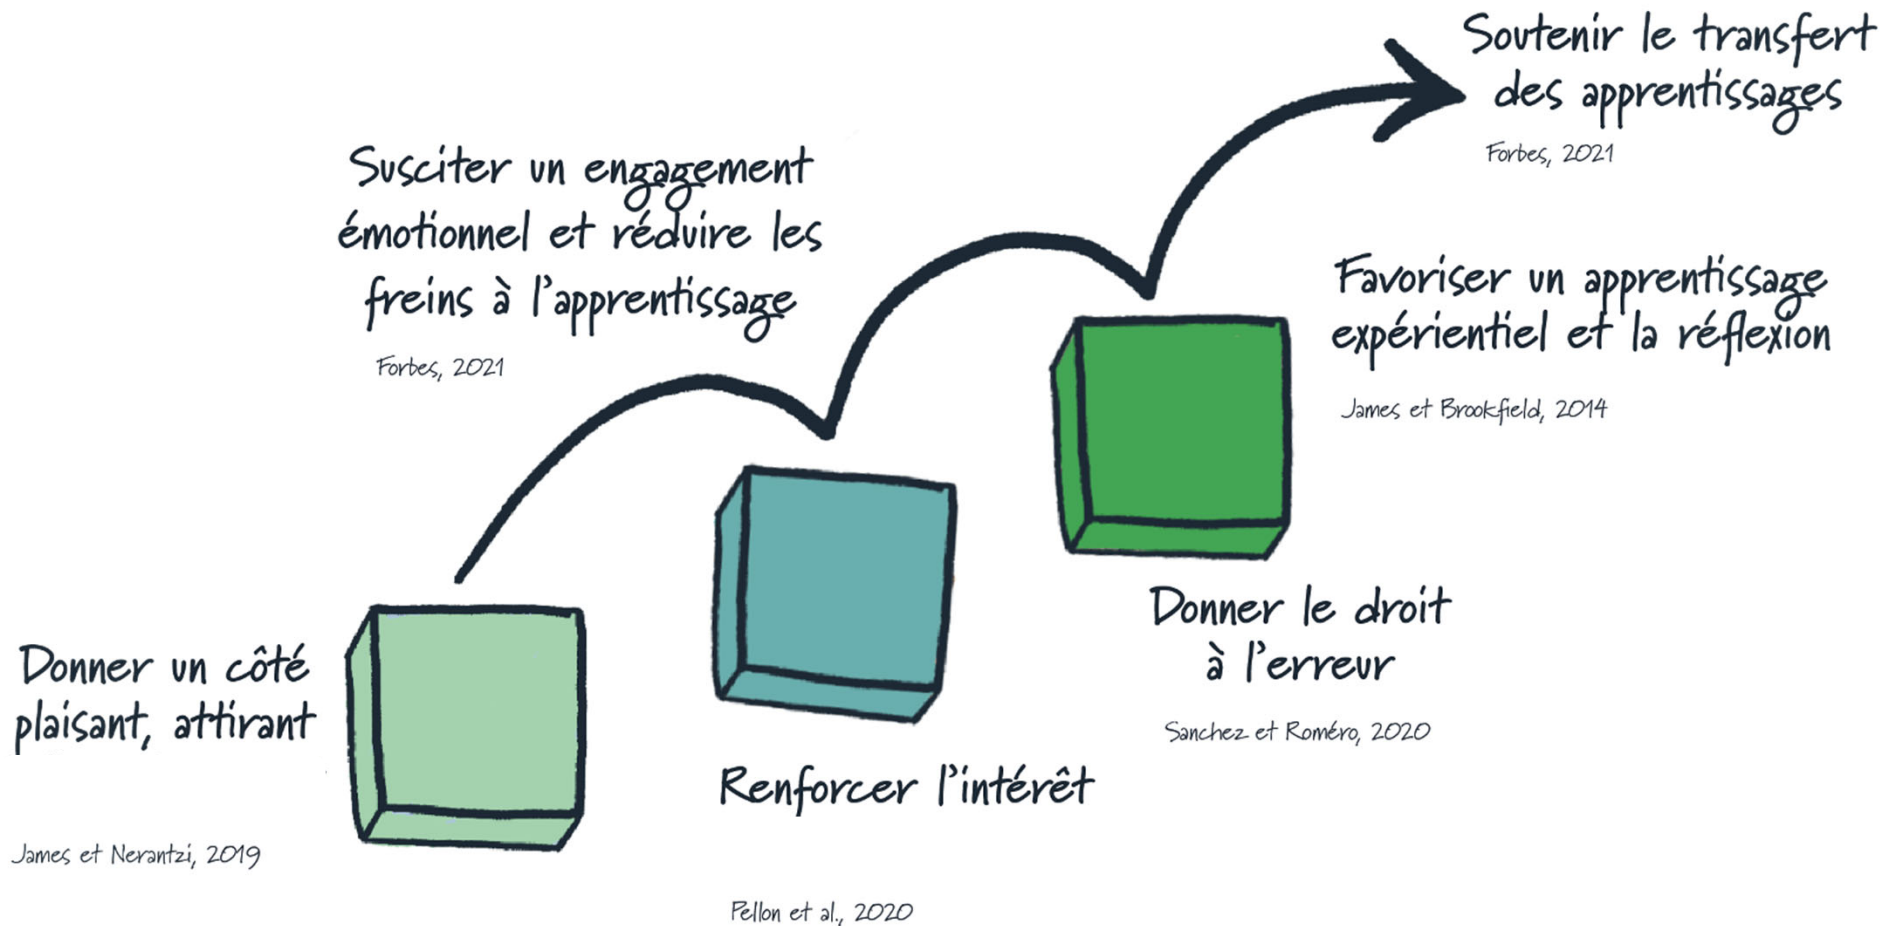 Soutenir le transfert
des apprentissages
Forbes, 2021
Susciter un engagement
émotionnel et réduire les
freins à l'apprentissage
Forbes, 2021
Favoriser un apprentissage
expérientiel et la réflexion
James et Brookfield, 2014
Donner le droit
à l'erreur
Sanchez et Roméro, 2020
Donner un côté
plaisant, attirant
James et Nerantzi, 2019
Renforcer l'intérêt
Pellon et al., 2020